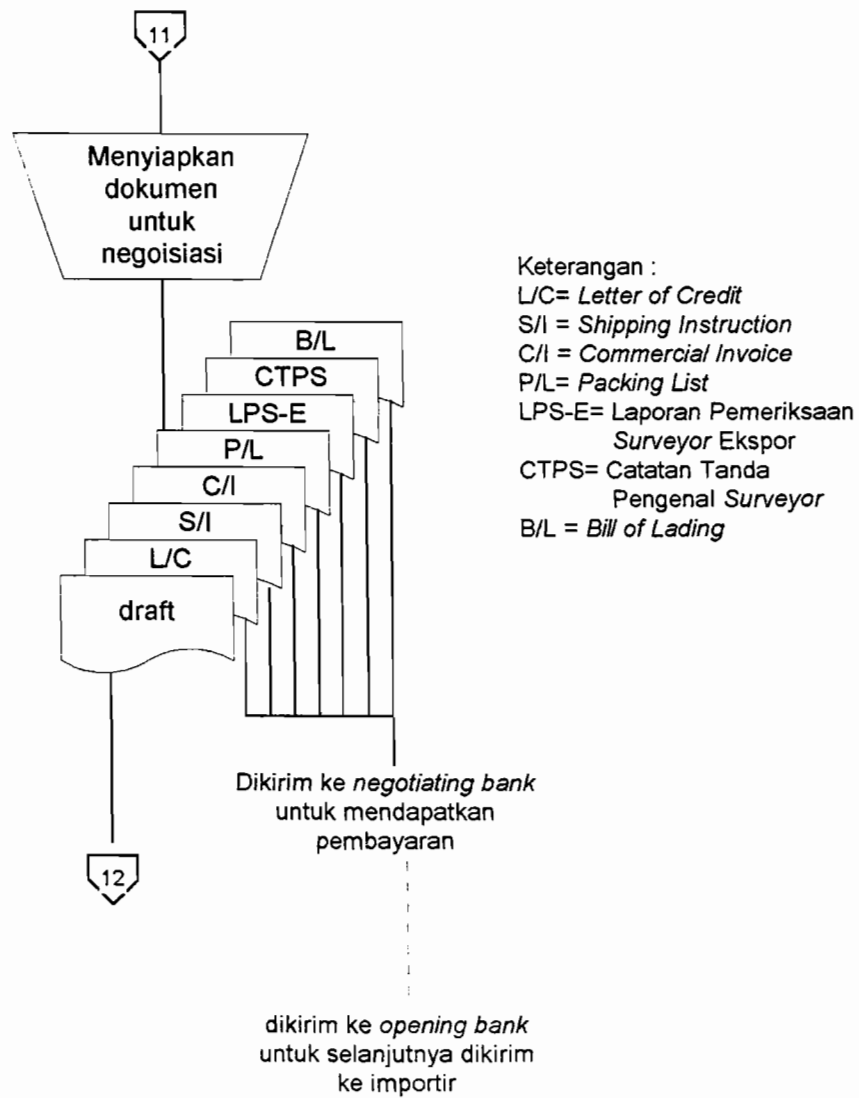 11
Menyiapkan
dokumen
untuk
negoisiasi
B/L
CTPS
LPS-E
P/L
C/I
S/I
L/C
draft
Keterangan :
L/C= Letter of Credit
S/I = Shipping Instruction
C/I = Commercial Invoice
P/L= Packing List
LPS-E= Laporan Pemeriksaan
Surveyor Ekspor
CTPS= Catatan Tanda
Pengenal Surveyor
B/L = Bill of Lading
Dikirim ke negotiating bank
untuk mendapatkan
pembayaran
12
dikirim ke opening bank
untuk selanjutnya dikirim
ke importir